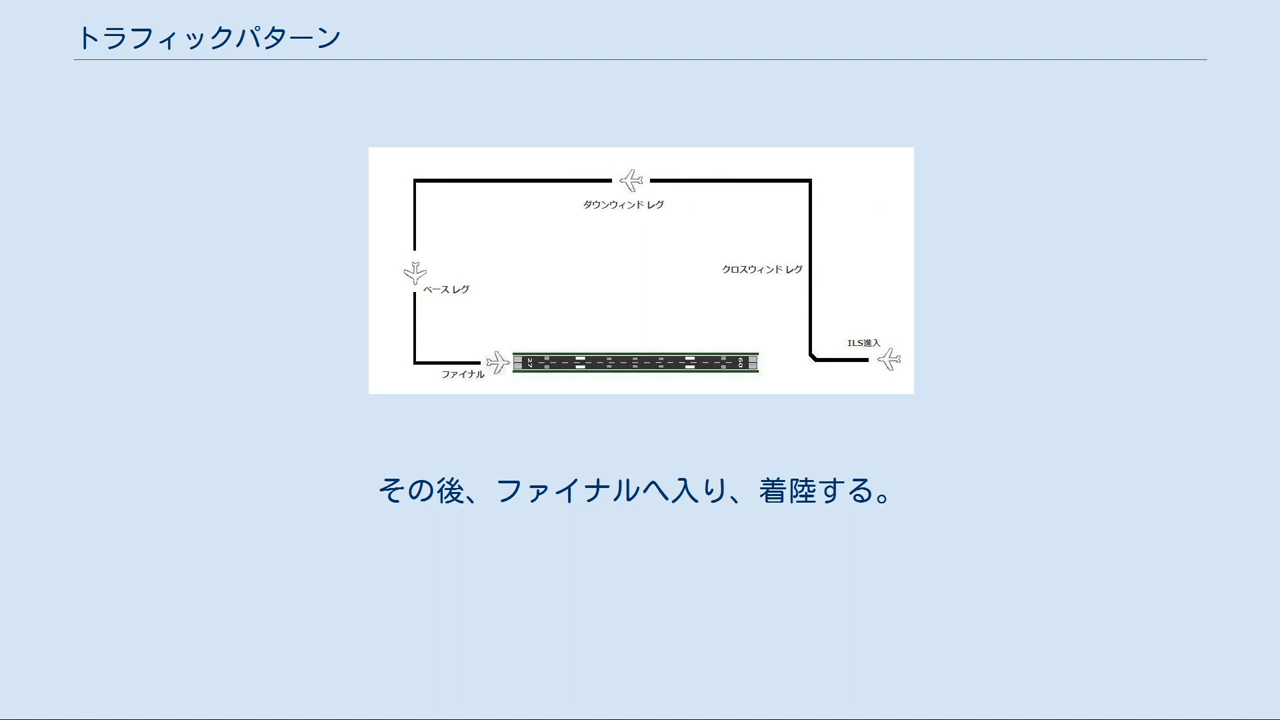 トラフィックパターン
ダウンウィンド レグ
クロスウィンド レグ
ベース レグ
ILS進入
ファイナル
27
09
その後、ファイナルへ入り、着陸する。